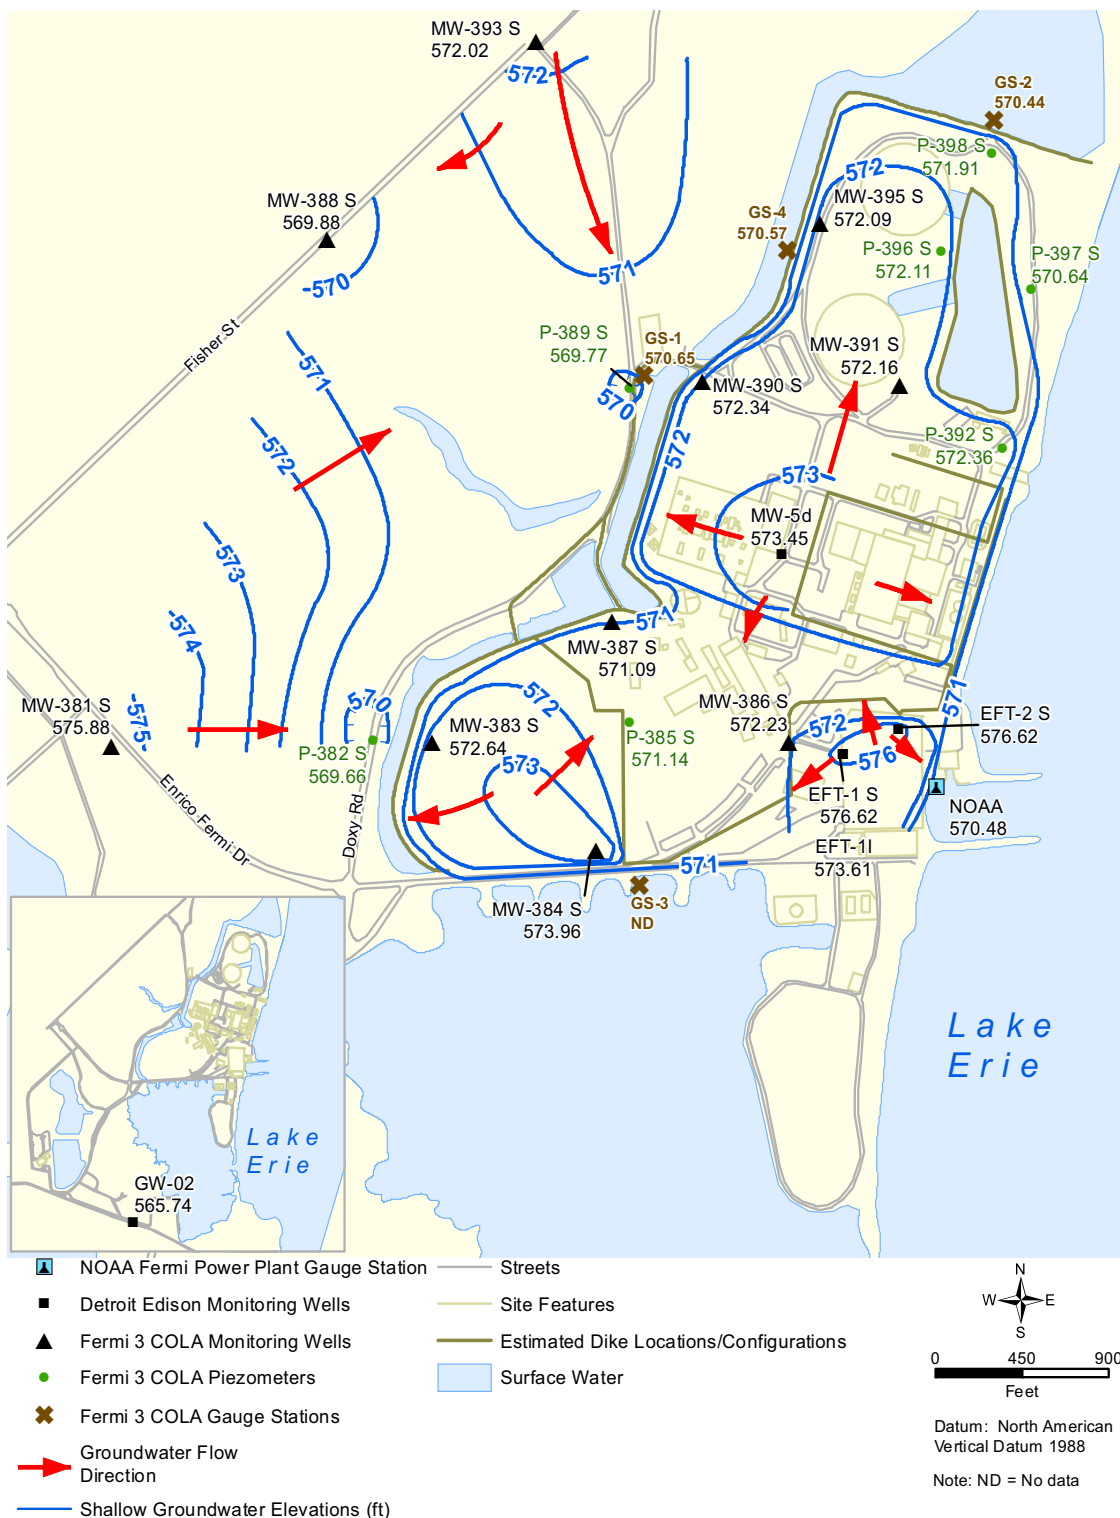 MW-393 S
572.02
572
GS-2
570.44
P-398 S
571.91
572
MW-388 S
569.88
MW-395 S
572.09
GS-4
570.57
P-396 S
572.11
P-397 S
570.64
571
570
Fisher St
P-389 S
569.77
GS-1
570.65
MW-391 S
572.16
571
570
MW-390 S
572.34
572
572
P-392 S
572.36
573
MW-5d
573.45
573
574
571
MW-387 S
571.09
MW-381 S
575.88
575
570
572
MW-386 S
572.23
571
EFT-2 S
576.62
P-382 S
569.66
MW-383 S
572.64
P-385 S
571.14
572
576
573
EFT-1 S
576.62
NOAA
570.48
Enrico Fermi Dr
Doxy Rd
EFT-1I
573.61
571
MW-384 S
573.96
GS-3
ND
Lake
Erie
Lake
Erie
GW-02
565.74
NOAA Fermi Power Plant Gauge Station
Detroit Edison Monitoring Wells
Fermi 3 COLA Monitoring Wells
Fermi 3 COLA Piezometers
Fermi 3 COLA Gauge Stations
Groundwater Flow
Direction
Shallow Groundwater Elevations (ft)
Streets
Site Features
Estimated Dike Locations/Configurations
Surface Water
N
W E
S
0 450 900
Feet
Datum: North American
Vertical Datum 1988
Note: ND = No data